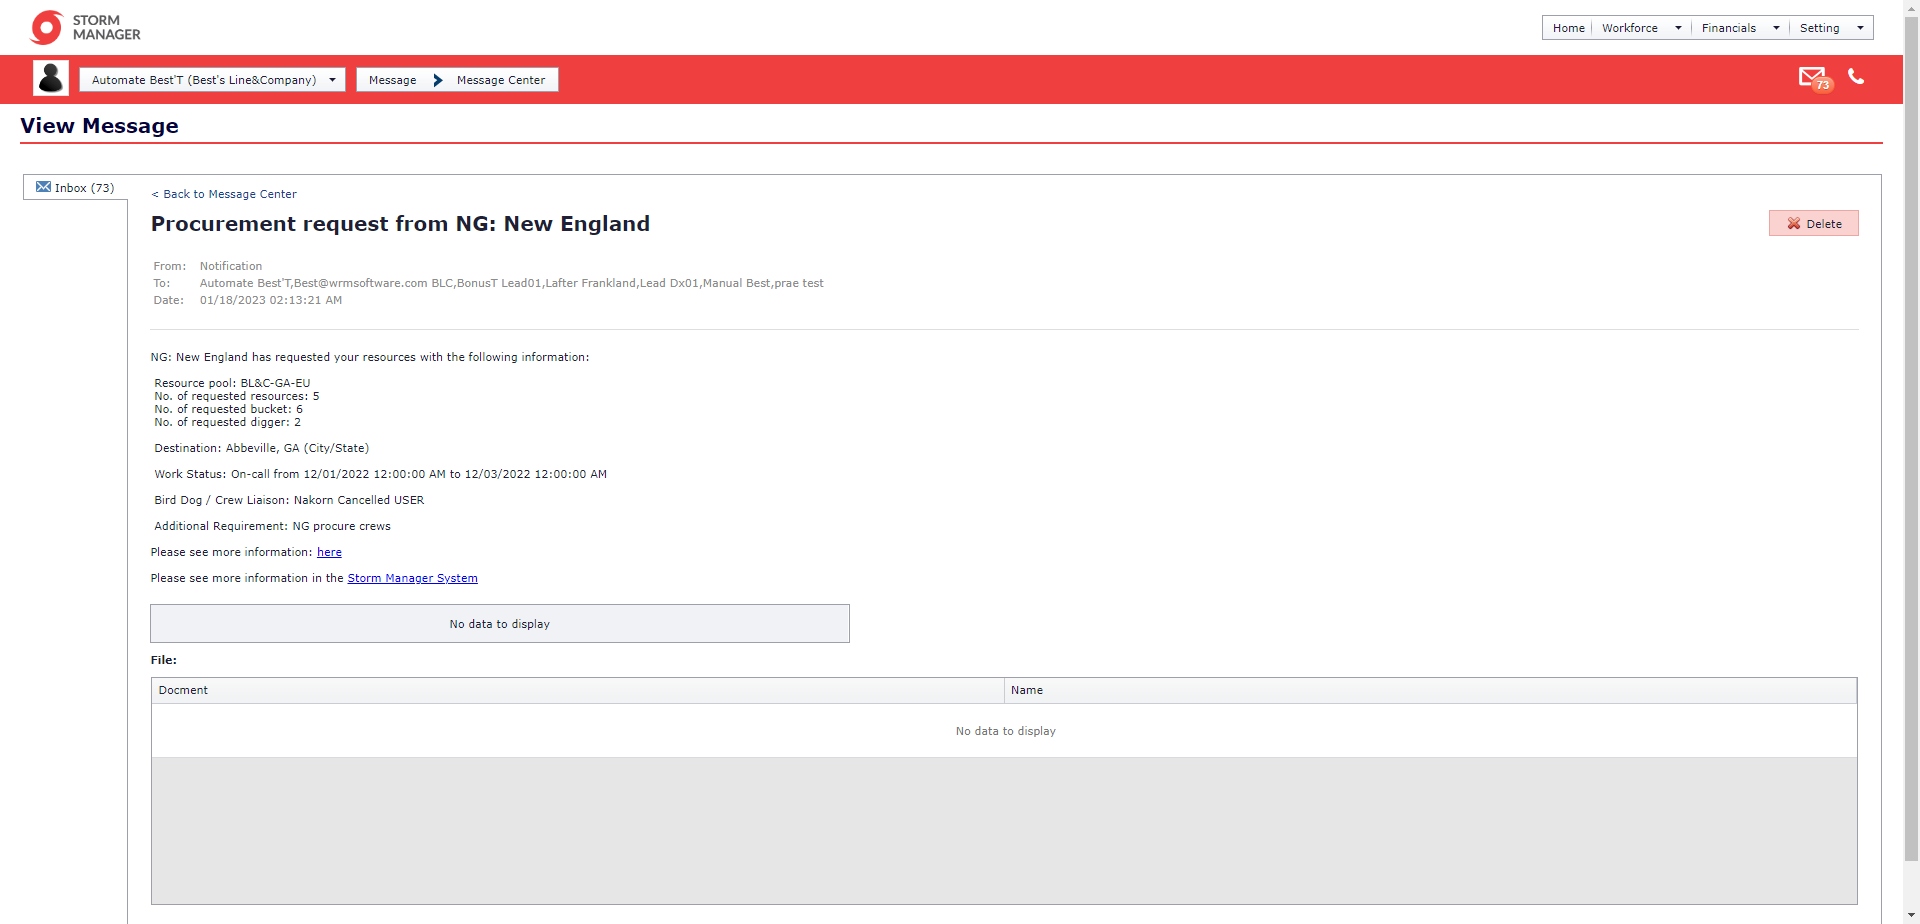 STORM
MANAGER
Home
Workforce
Financials
Setting
Automate Best'T (Best's Line&Company)
Message
Message Center
73
View Message
Inbox (73)
< Back to Message Center
Procurement request from NG: New England
Delete
From: Notification
To: Automate Best'T,Best@wrmsoftware.com BLC,BonusT Lead01,Lafter Frankland,Lead Dx01,Manual Best,prae test
Date: 01/18/2023 02:13:21 AM
NG: New England has requested your resources with the following information:
Resource pool: BL&C-GA-EU
No. of requested resources: 5
No. of requested bucket: 6
No. of requested digger: 2
Destination: Abbeville, GA (City/State)
Work Status: On-call from 12/01/2022 12:00:00 AM to 12/03/2022 12:00:00 AM
Bird Dog / Crew Liaison: Nakorn Cancelled USER
Additional Requirement: NG procure crews
Please see more information: here
Please see more information in the Storm Manager System
No data to display
File:
Docment
Name
No data to display